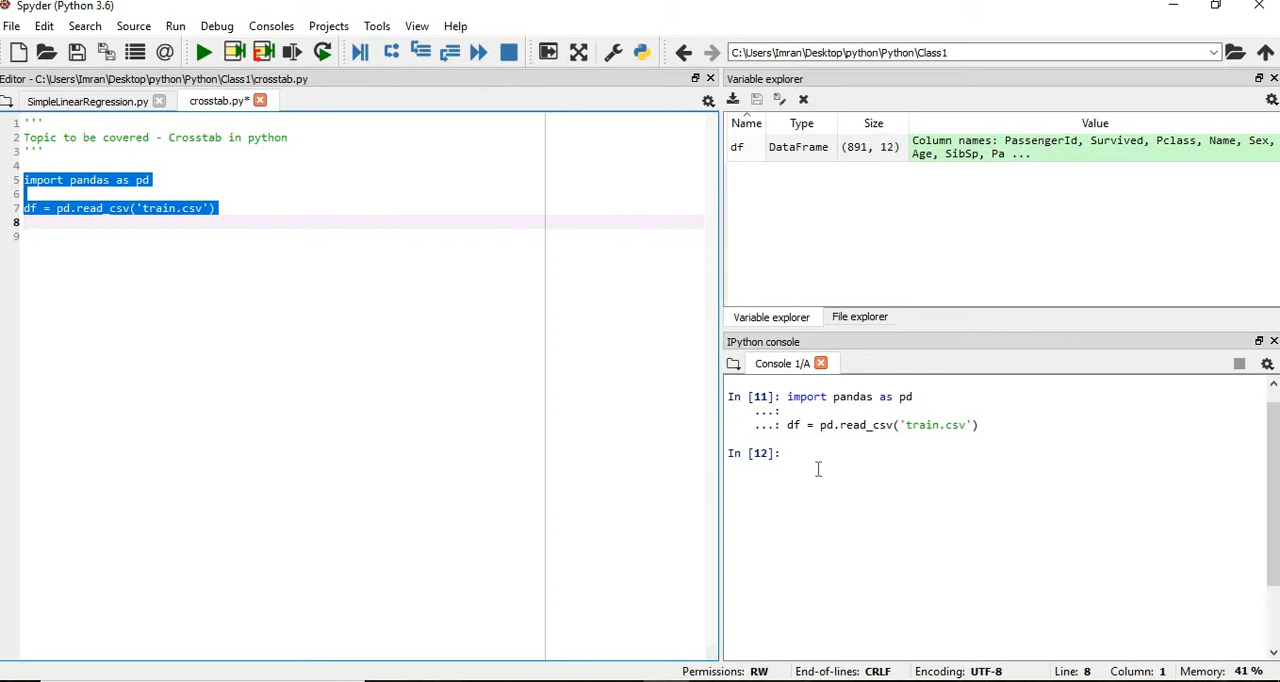 Spyder (Python 3.6)
File Edit Search Source Run Debug Consoles Projects Tools View Help
C:\Users\Imran\Desktop\python\Python\Class1
Editor - C:\Users\Imran\Desktop\python\Python\Class1\crosstab.py
SimpleLinearRegression.py crosstab.py*
1 '''
2 Topic to be covered - Crosstab in python
3 '''
4
5 import pandas as pd
6
7 df = pd.read_csv('train.csv')
8
9
Variable explorer
Name Type Size Value
df DataFrame (891, 12) Column names: PassengerId, Survived, Pclass, Name, Sex,
Age, SibSp, Pa ...
Variable explorer File explorer
IPython console
Console 1/A
In [11]: import pandas as pd
...:
...: df = pd.read_csv('train.csv')
In [12]:
Permissions: RW End-of-lines: CRLF Encoding: UTF-8 Line: 8 Column: 1 Memory: 41 %